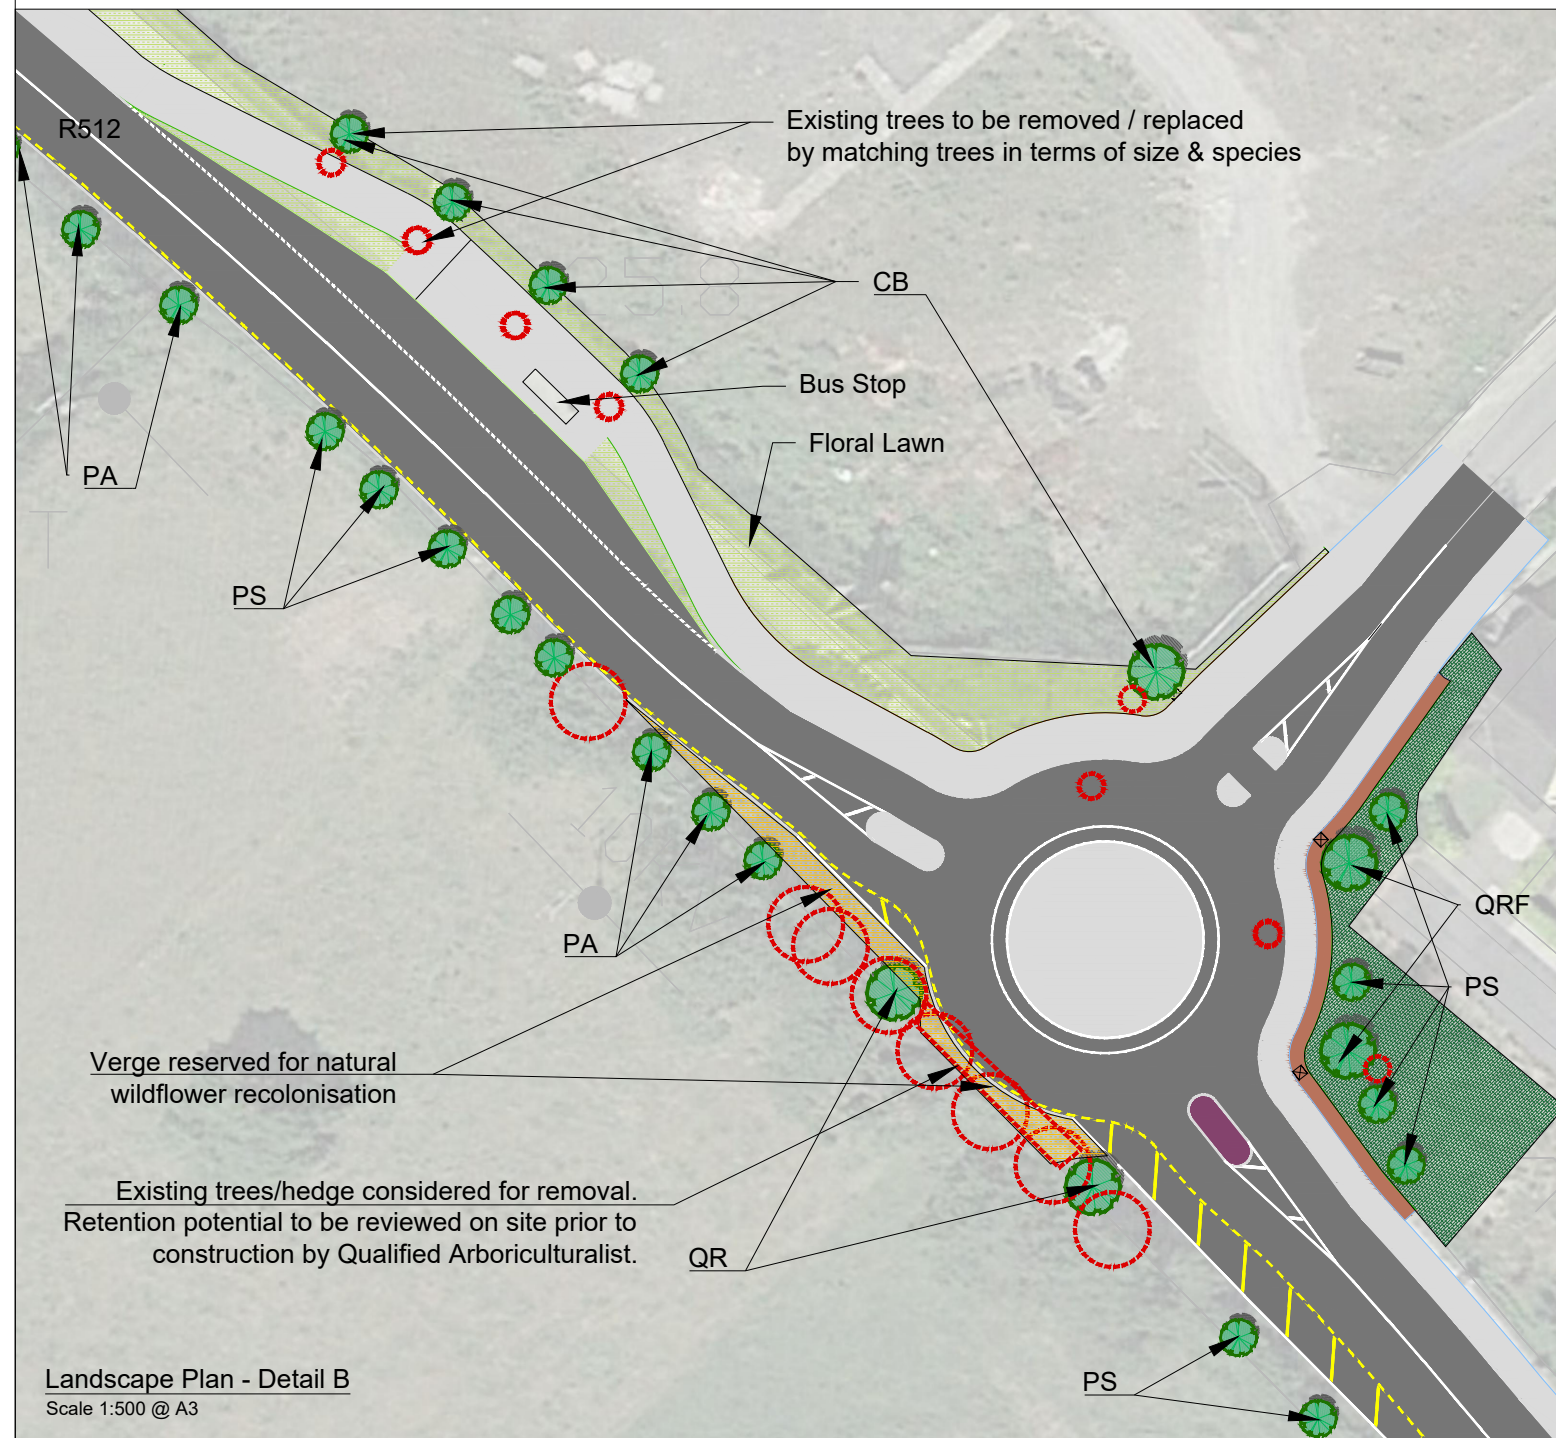 R512
Existing trees to be removed / replaced
by matching trees in terms of size & species
CB
Bus Stop
Floral Lawn
PA
PS
QRF
PA
PS
Verge reserved for natural
wildflower recolonisation
Existing trees/hedge considered for removal.
Retention potential to be reviewed on site prior to
construction by Qualified Arboriculturalist.
QR
Landscape Plan - Detail B
Scale 1:500 @ A3
PS